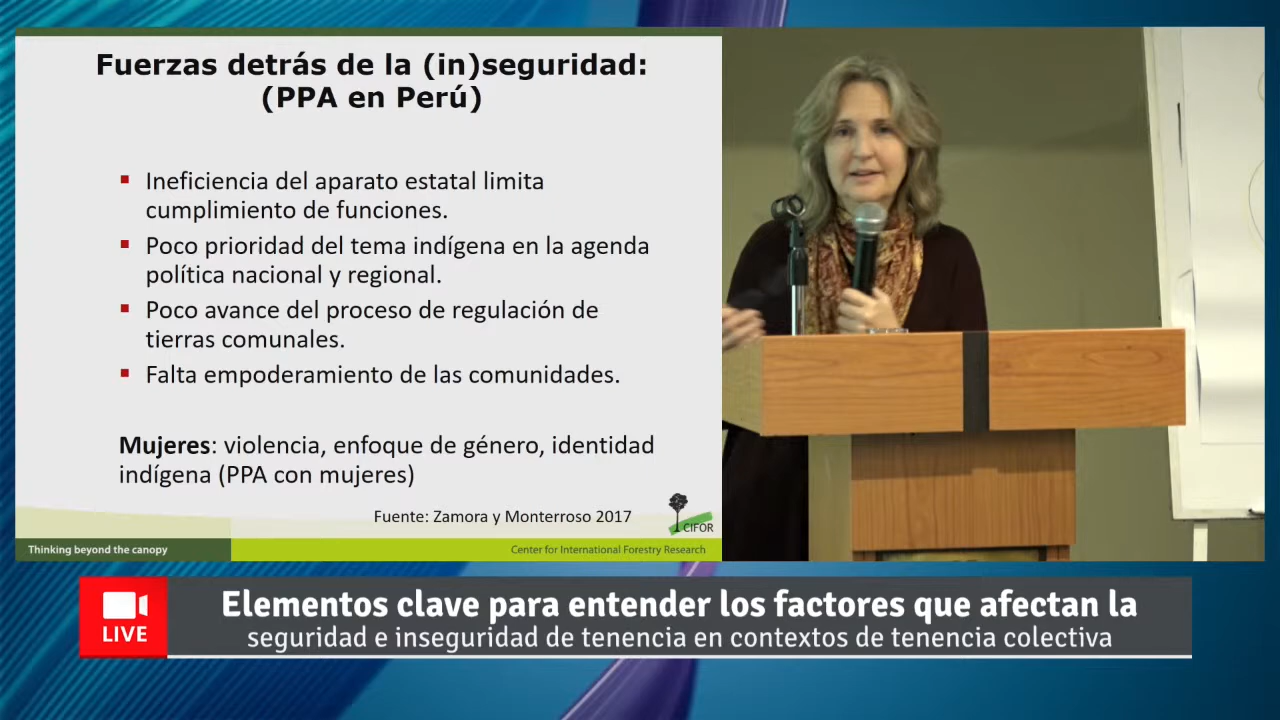 Fuerzas detrás de la (in)seguridad:
(PPA en Perú)
Ineficiencia del aparato estatal limita
cumplimiento de funciones.
Poco prioridad del tema indígena en la agenda
política nacional y regional.
Poco avance del proceso de regulación de
tierras comunales.
Falta empoderamiento de las comunidades.
Mujeres: violencia, enfoque de género, identidad
indígena (PPA con mujeres)
Fuente: Zamora y Monterroso 2017
CIFOR
Thinking beyond the canopy
Center for International Forestry Research
LIVE
Elementos clave para entender los factores que afectan la
seguridad e inseguridad de tenencia en contextos de tenencia colectiva